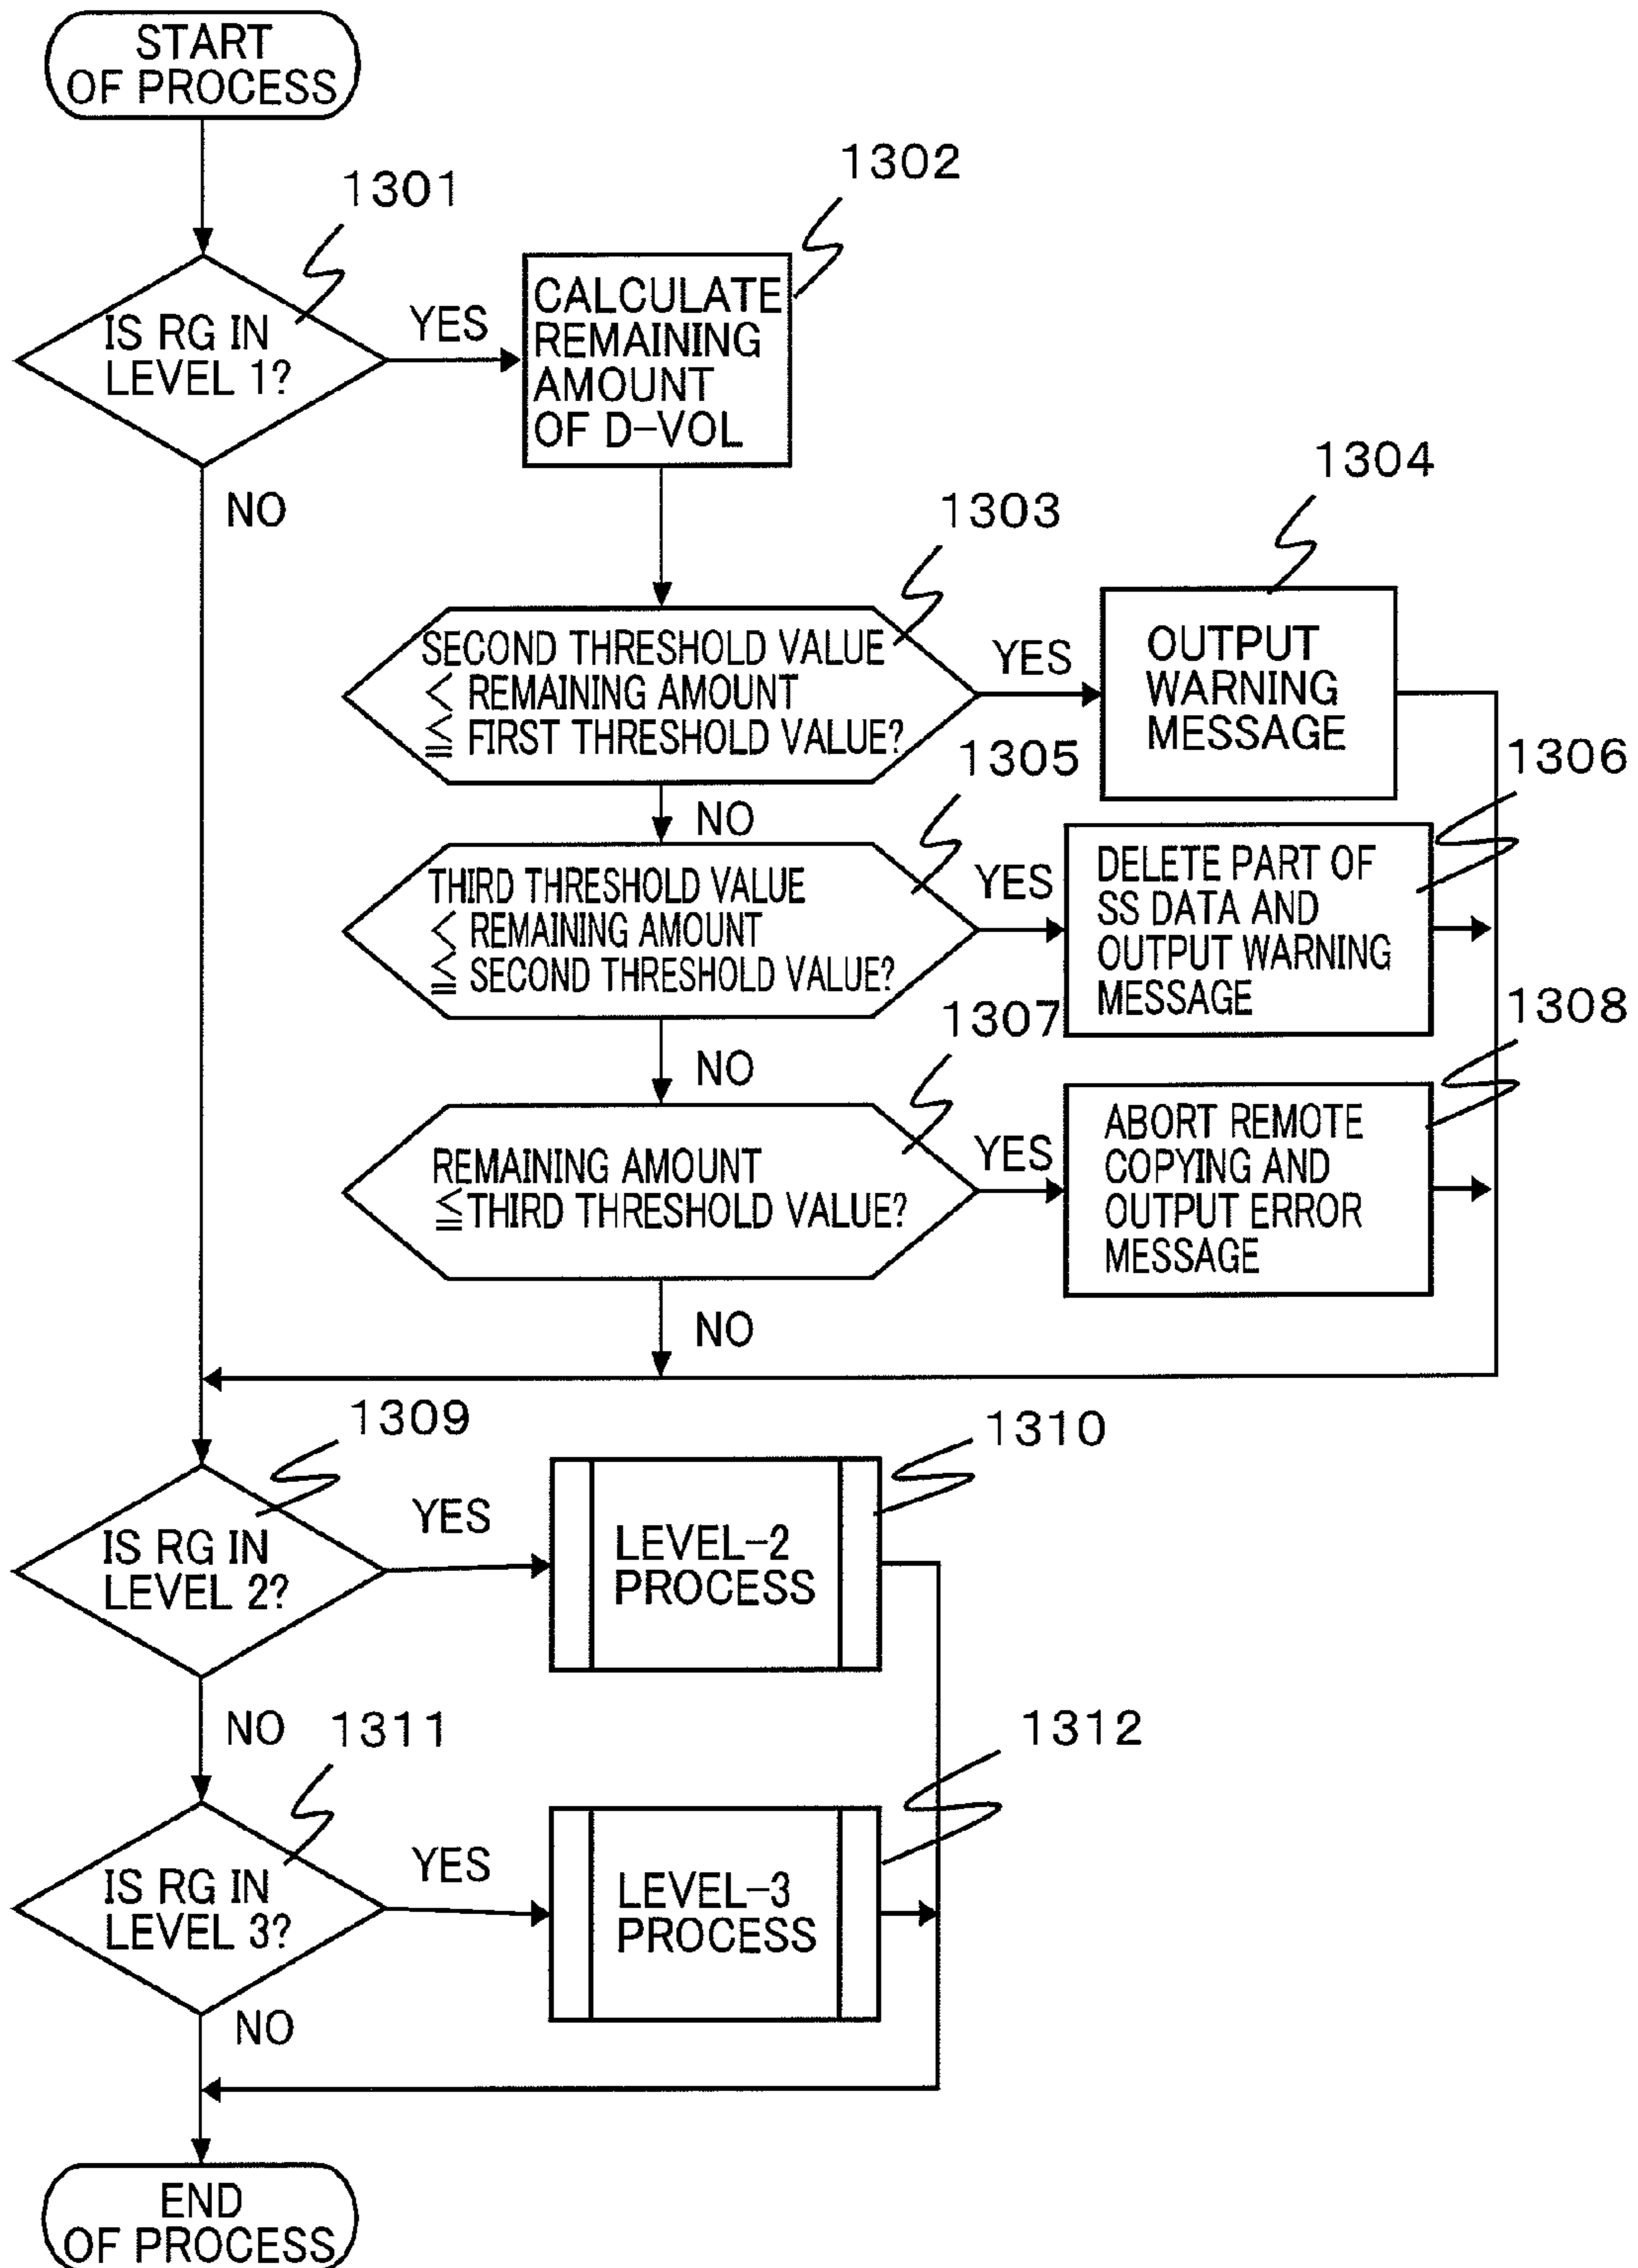 START
OF PROCESS
1301
IS RG IN
LEVEL 1?
YES
NO
1302
CALCULATE
REMAINING
AMOUNT
OF D-VOL
1303
SECOND THRESHOLD VALUE
< REMAINING AMOUNT
≦ FIRST THRESHOLD VALUE?
YES
NO
1304
OUTPUT
WARNING
MESSAGE
1305
THIRD THRESHOLD VALUE
< REMAINING AMOUNT
≦ SECOND THRESHOLD VALUE?
YES
NO
1306
DELETE PART OF
SS DATA AND
OUTPUT WARNING
MESSAGE
1307
REMAINING AMOUNT
≦THIRD THRESHOLD VALUE?
YES
NO
1308
ABORT REMOTE
COPYING AND
OUTPUT ERROR
MESSAGE
1309
IS RG IN
LEVEL 2?
YES
NO
1310
LEVEL-2
PROCESS
1311
IS RG IN
LEVEL 3?
YES
NO
1312
LEVEL-3
PROCESS
END
OF PROCESS